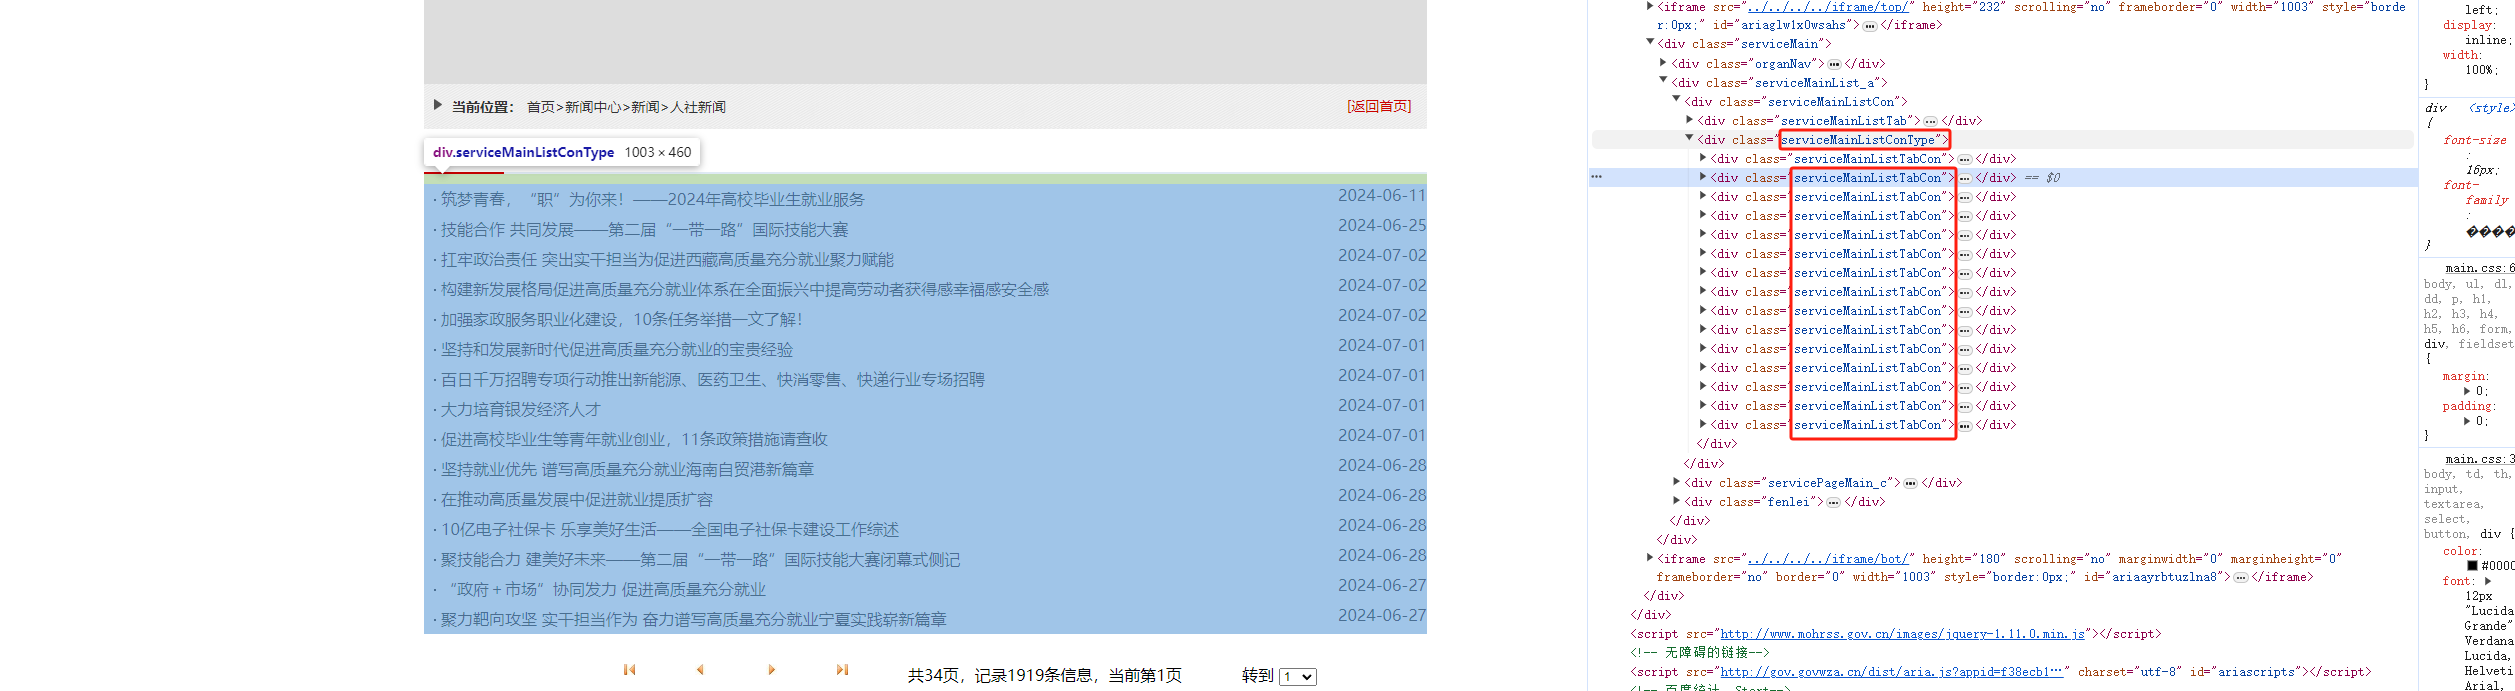 当前位置： 首页>新闻中心>新闻>人社新闻
[返回首页]
div.serviceMainListConType 1003 × 460
· 筑梦青春，“职”为你来！——2024年高校毕业生就业服务 2024-06-11
· 技能合作 共同发展——第二届“一带一路”国际技能大赛 2024-06-25
· 扛牢政治责任 突出实干担当为促进西藏高质量充分就业聚力赋能 2024-07-02
· 构建新发展格局促进高质量充分就业体系在全面振兴中提高劳动者获得感幸福感安全感 2024-07-02
· 加强家政服务职业化建设，10条任务举措一文了解！ 2024-07-02
· 坚持和发展新时代促进高质量充分就业的宝贵经验 2024-07-01
· 百日千万招聘专项行动推出新能源、医药卫生、快消零售、快递行业专场招聘 2024-07-01
· 大力培育银发经济人才 2024-07-01
· 促进高校毕业生等青年就业创业，11条政策措施请查收 2024-07-01
· 坚持就业优先 谱写高质量充分就业海南自贸港新篇章 2024-06-28
· 在推动高质量发展中促进就业提质扩容 2024-06-28
· 10亿电子社保卡 乐享美好生活——全国电子社保卡建设工作综述 2024-06-28
· 聚技能合力 建美好未来——第二届“一带一路”国际技能大赛闭幕式侧记 2024-06-28
· “政府＋市场”协同发力 促进高质量充分就业 2024-06-27
· 聚力靶向攻坚 实干担当作为 奋力谱写高质量充分就业宁夏实践崭新篇章 2024-06-27
共34页，记录1919条信息，当前第1页 转到 1
<iframe src="../../../../iframe/top/" height="232" scrolling="no" frameborder="0" width="1003" style="borde
r:0px;" id="ariaglw1x0wsahs"> … </iframe>
<div class="serviceMain">
<div class="organNav"> … </div>
<div class="serviceMainList_a">
<div class="serviceMainListCon">
<div class="serviceMainListTab"> … </div>
<div class="serviceMainListConType">
<div class="serviceMainListTabCon"> … </div>
… <div class="serviceMainListTabCon"> … </div> == $0
<div class="serviceMainListTabCon"> … </div>
<div class="serviceMainListTabCon"> … </div>
<div class="serviceMainListTabCon"> … </div>
<div class="serviceMainListTabCon"> … </div>
<div class="serviceMainListTabCon"> … </div>
<div class="serviceMainListTabCon"> … </div>
<div class="serviceMainListTabCon"> … </div>
<div class="serviceMainListTabCon"> … </div>
<div class="serviceMainListTabCon"> … </div>
<div class="serviceMainListTabCon"> … </div>
<div class="serviceMainListTabCon"> … </div>
<div class="serviceMainListTabCon"> … </div>
<div class="serviceMainListTabCon"> … </div>
</div>
</div>
<div class="servicePageMain_c"> … </div>
<div class="fenlei"> … </div>
</div>
</div>
<iframe src="../../../../iframe/bot/" height="180" scrolling="no" marginwidth="0" marginheight="0"
frameborder="no" border="0" width="1003" style="border:0px;" id="ariaayrbtuzlna8"> … </iframe>
</div>
</div>
<script src="http://www.mohrss.gov.cn/images/jquery-1.11.0.min.js"></script>
<!-- 无障碍的链接-->
<script src="http://gov.govwza.cn/dist/aria.js?appid=f38ecb1…" charset="utf-8" id="ariascripts"></script>
<!-- 百度统计 Start-->
left;
display:
inline;
width:
100%;
}
div <style>
{
font-size
:
16px;
font-
family
:
����
}
main.css:6
body, ul, dl,
dd, p, h1,
h2, h3, h4,
h5, h6, form,
div, fieldset
{
margin:
0;
padding:
0;
}
main.css:3
body, td, th,
input,
textarea,
select,
button, div {
color:
#0000
font:
12px
"Lucida
Grande"
Verdana
Lucida,
Helveti
Arial,